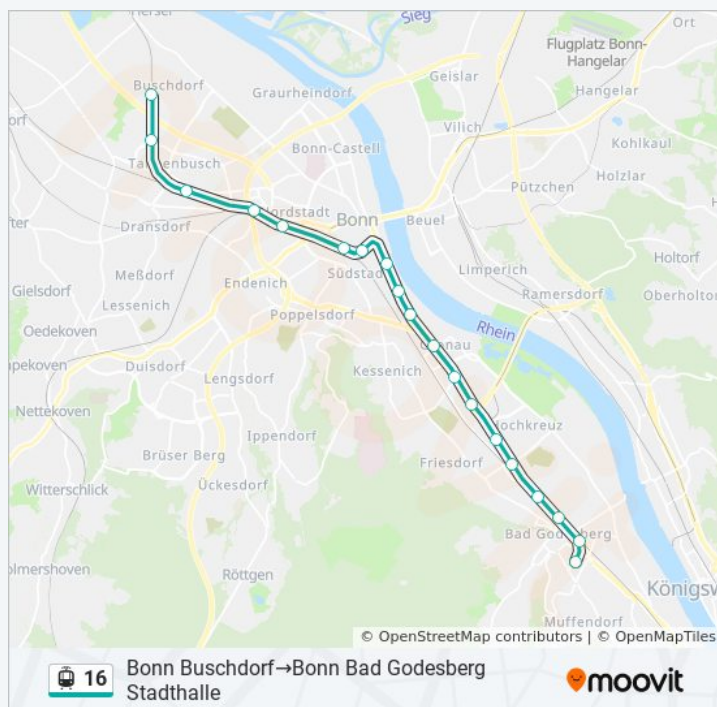 Sieg
Ort
Flugplatz Bonn-
Hangelar
Buschdorf
Geislar
Graurheindorf
Hangelar
Vilich
Kohlkaul
Bonn-Castell
Holzlar
Pützchen
Nordstadt
Bonn
Beuel
Dransdorf
Holtorf
Limperich
Meßdorf
Endenich
Südstadt
Gielsdorf
Ramersdorf
Oberholtor
Lessenich
Poppelsdorf
Rhein
Oedekoven
Gronau
Duisdorf
Kessenich
Lengsdorf
Nettekoven
Hochkreuz
Ippendorf
Brüser Berg
Friesdorf
Witterschlick
Ückesdorf
Bad Godesberg
Röttgen
Königsw
Muffendorf
© OpenStreetMap contributors | © OpenMapTiles
16
Bonn Buschdorf→Bonn Bad Godesberg
Stadthalle
moovit